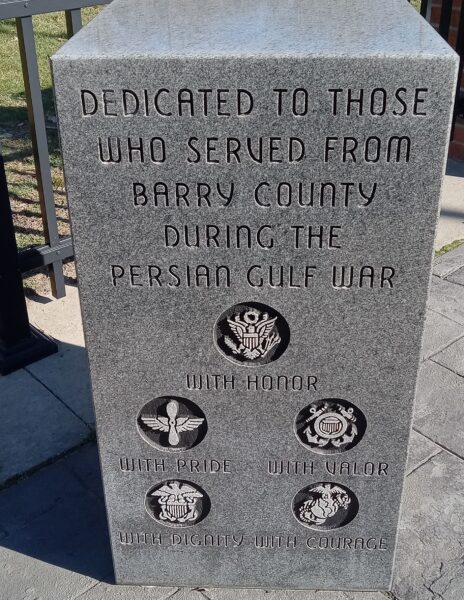 DEDICATED TO THOSE
WHO SERVED FROM
BARRY COUNTY
DURING THE
PERSIAN GULF WAR
WITH HONOR
WITH PRIDE WITH VALOR
WITH DIGNITY WITH COURAGE